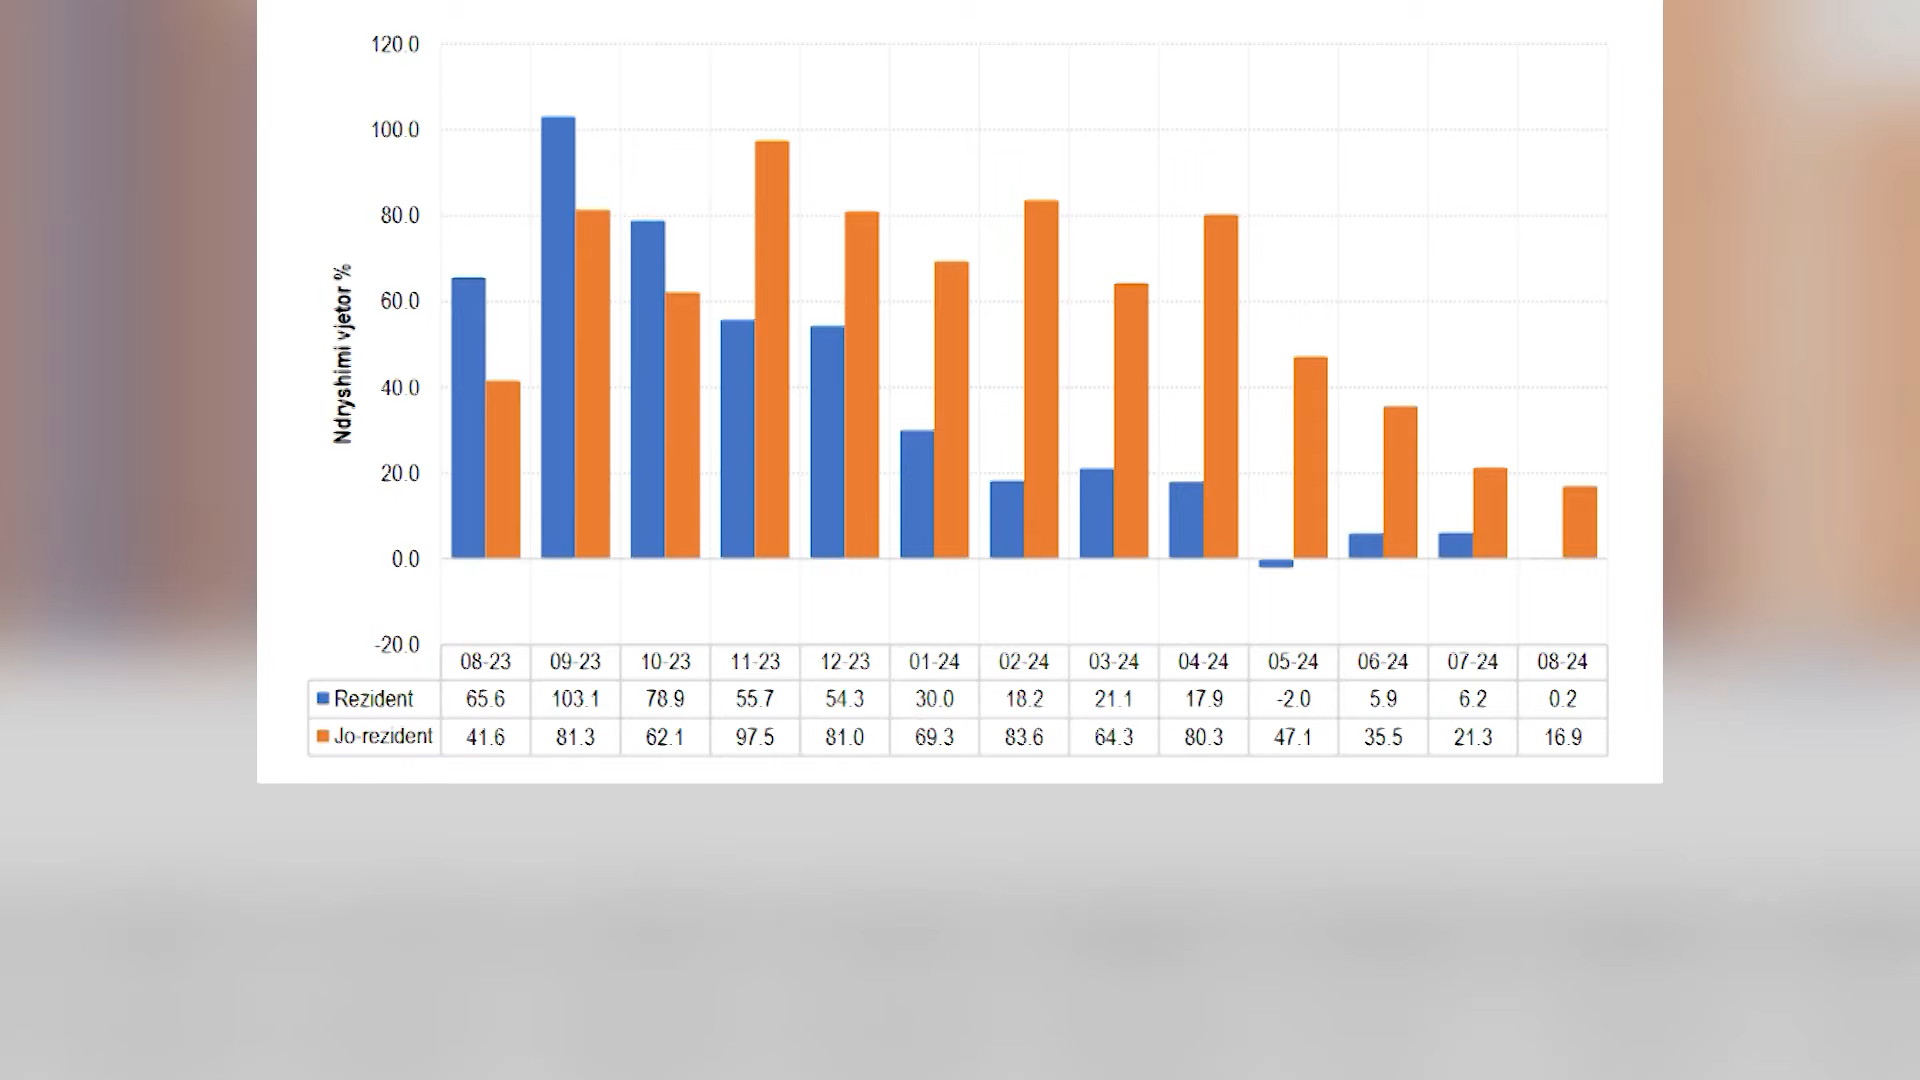 120.0
100.0
80.0
60.0
40.0
20.0
0.0
-20.0
Ndryshimi vjetor %
08-23 09-23 10-23 11-23 12-23 01-24 02-24 03-24 04-24 05-24 06-24 07-24 08-24
Rezident 65.6 103.1 78.9 55.7 54.3 30.0 18.2 21.1 17.9 -2.0 5.9 6.2 0.2
Jo-rezident 41.6 81.3 62.1 97.5 81.0 69.3 83.6 64.3 80.3 47.1 35.5 21.3 16.9